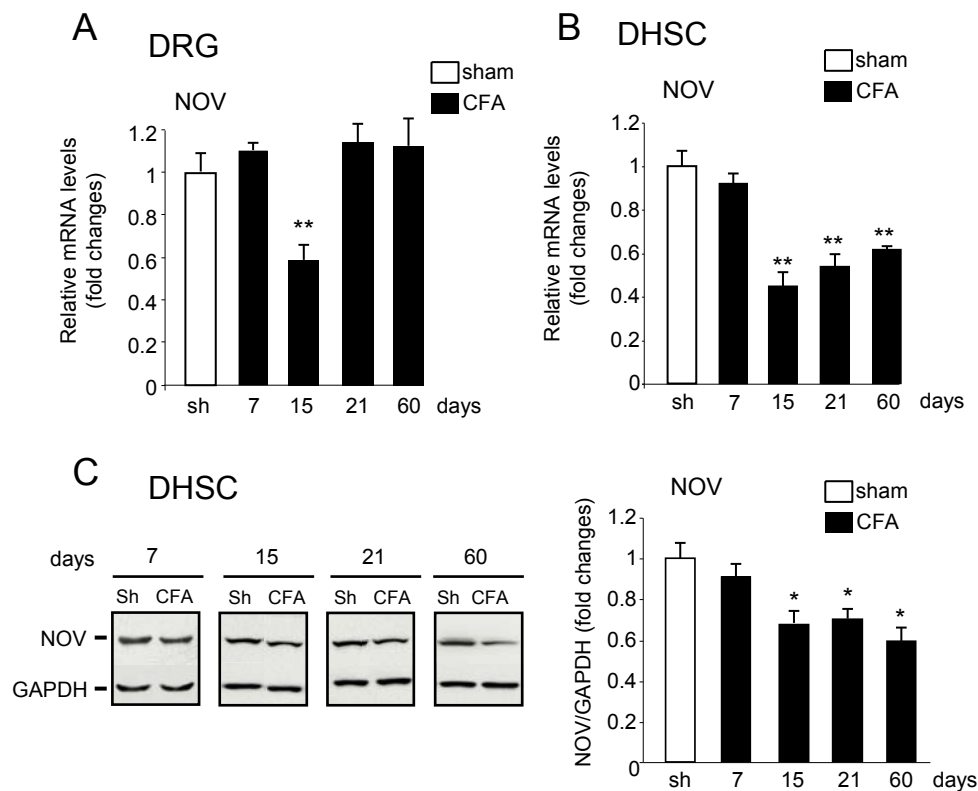 A
DRG
sham
CFA
NOV
Relative mRNA levels
(fold changes)
1.2
1
0.8
0.6
0.4
0.2
0
**
sh 7 15 21 60 days
B
DHSC
sham
CFA
NOV
Relative mRNA levels
(fold changes)
1.2
1
0.8
0.6
0.4
0.2
0
** ** **
sh 7 15 21 60 days
C
DHSC
days 7 15 21 60
Sh CFA Sh CFA Sh CFA Sh CFA
NOV
GAPDH
NOV
sham
CFA
NOV/GAPDH (fold changes)
1.2
1
0.8
0.6
0.4
0.2
0
* * *
sh 7 15 21 60 days